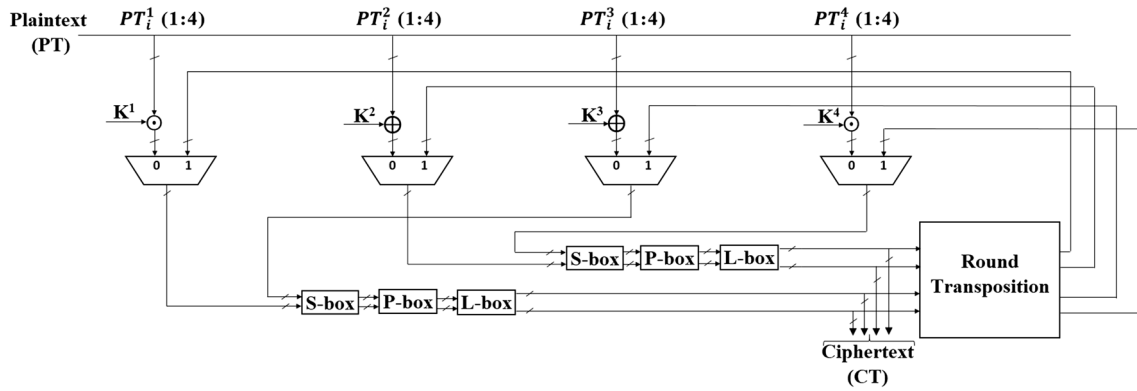 Plaintext (PT)
PT_i^1 (1:4) PT_i^2 (1:4) PT_i^3 (1:4) PT_i^4 (1:4)
K^1 K^2 K^3 K^4
0 1 0 1 0 1 0 1
S-box P-box L-box
S-box P-box L-box
Round
Transposition
Ciphertext
(CT)